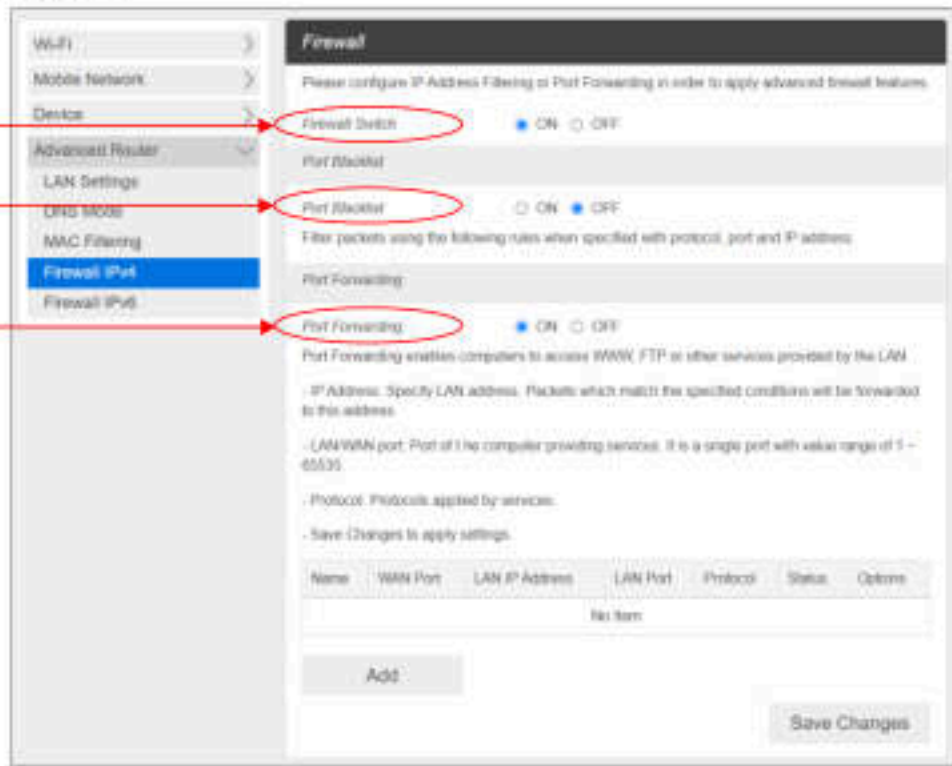 Wi-Fi
Mobile Network
Device
Advanced Router
LAN Settings
DNS Mode
MAC Filtering
Firewall IPv4
Firewall IPv6
Firewall
Please configure IP Address Filtering or Port Forwarding in order to apply advanced firewall features.
Firewall Switch ON OFF
Port Blacklist
Port Blacklist ON OFF
Filter packets using the following rules when specified with protocol, port and IP address
Port Forwarding
Port Forwarding ON OFF
Port Forwarding enables computers to access WWW, FTP or other services provided by the LAN
- IP Address: Specify LAN address. Packets which match the specified conditions will be forwarded
to this address
- LAN/WAN port: Port of t he computer providing services. It is a single port with value range of 1 ~
65535.
- Protocol: Protocols applied by services.
- Save Changes to apply settings.
Name WAN Port LAN IP Address LAN Port Protocol Status Options
No Item
Add
Save Changes